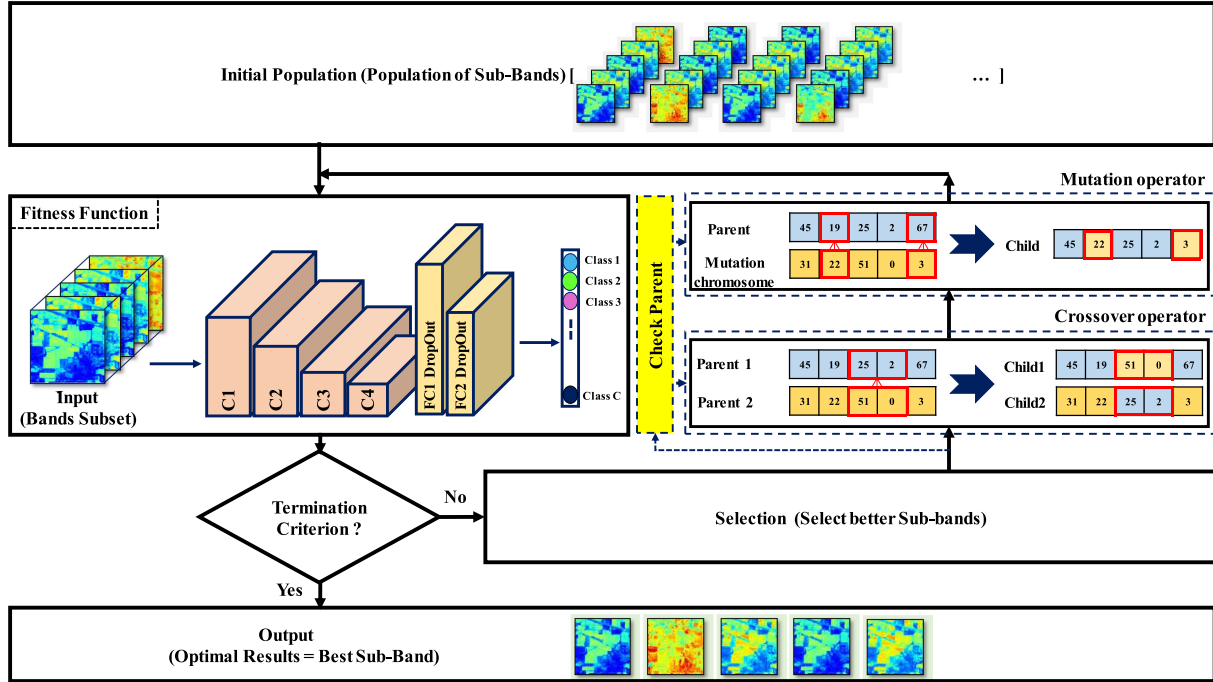 Initial Population (Population of Sub-Bands) [ ... ]
Fitness Function
Input
(Bands Subset)
C1
C2
C3
C4
FC1 DropOut
FC2 DropOut
Class 1
Class 2
Class 3
Class C
Check Parent
Mutation operator
Parent 45 19 25 2 67
Mutation chromosome 31 22 51 0 3
Child 45 22 25 2 3
Crossover operator
Parent 1 45 19 25 2 67
Parent 2 31 22 51 0 3
Child1 45 19 51 0 67
Child2 31 22 25 2 3
Termination
Criterion ?
No
Yes
Selection (Select better Sub-bands)
Output
(Optimal Results = Best Sub-Band)